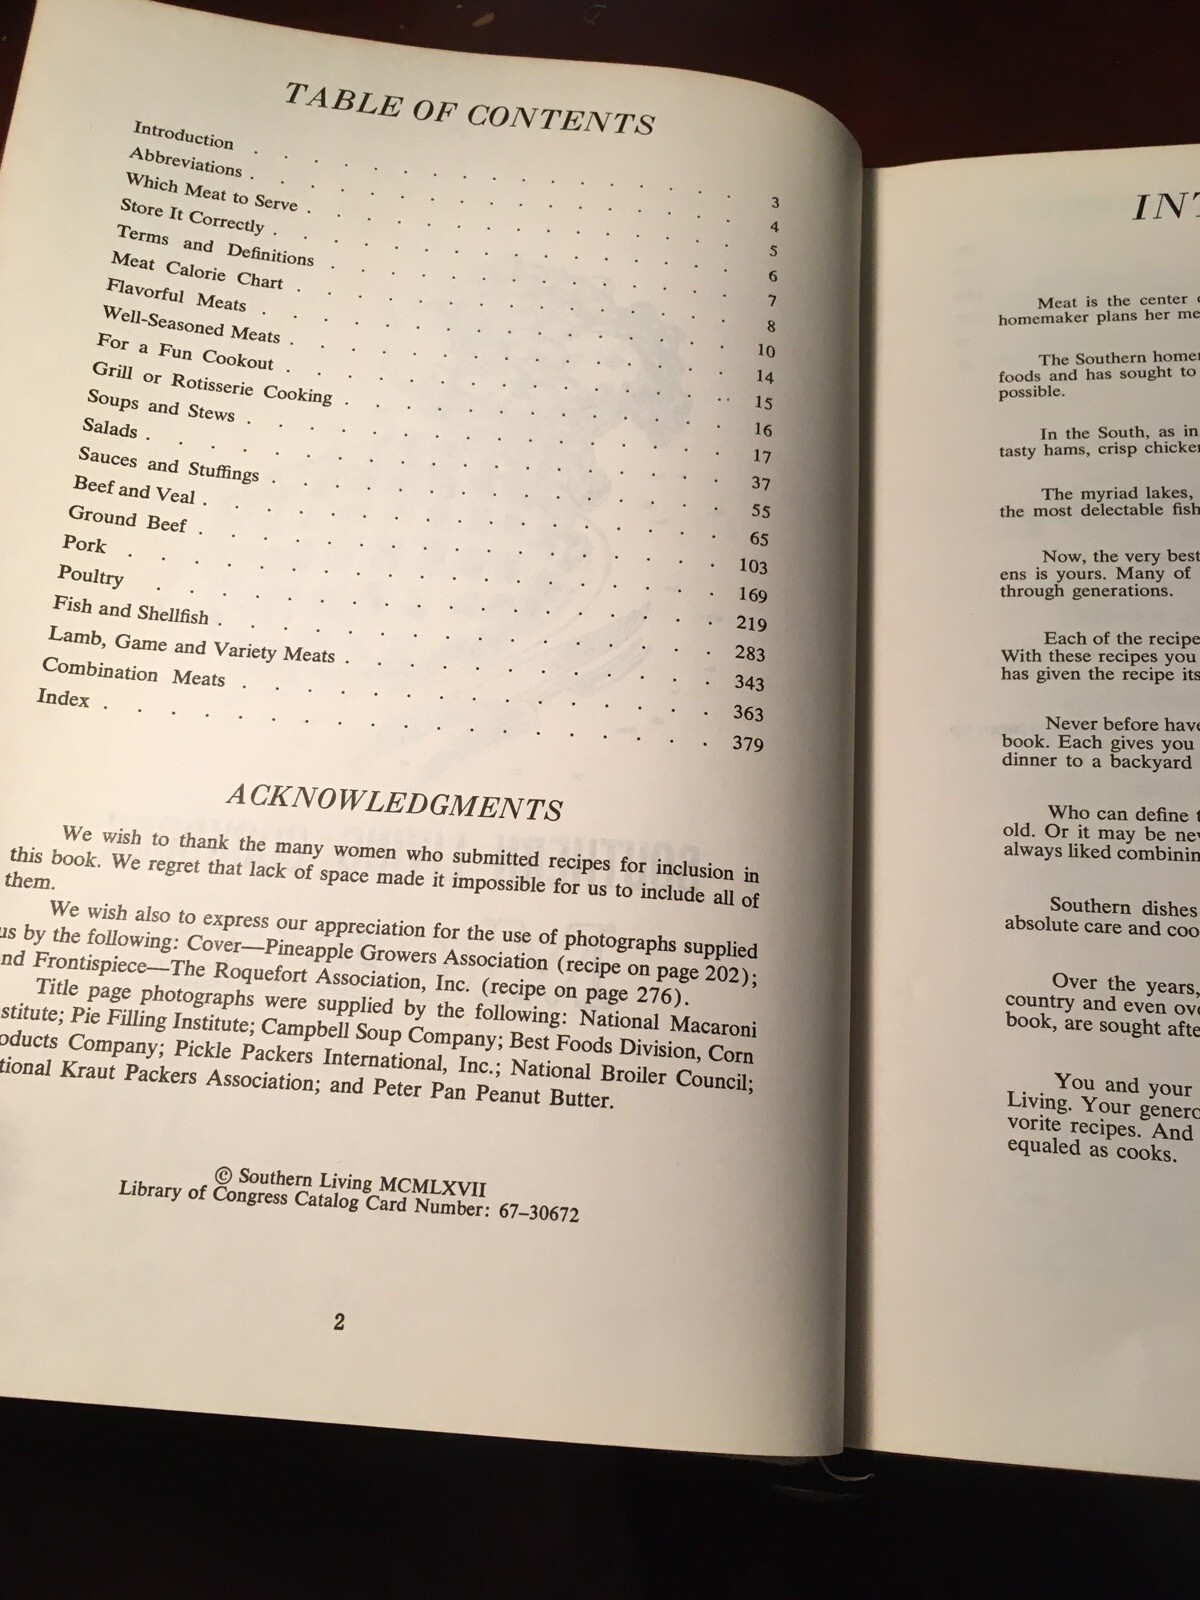 TABLE OF CONTENTS
Introduction . . . . . . . . . . . . . . . 3
Abbreviations . . . . . . . . . . . . . . . 4
Which Meat to Serve . . . . . . . . . . . . . . . 5
Store It Correctly . . . . . . . . . . . . . . . 6
Terms and Definitions . . . . . . . . . . . . . . . 7
Meat Calorie Chart . . . . . . . . . . . . . . . 8
Flavorful Meats . . . . . . . . . . . . . . . 10
Well-Seasoned Meats . . . . . . . . . . . . . . . 14
For a Fun Cookout . . . . . . . . . . . . . . . 15
Grill or Rotisserie Cooking . . . . . . . . . . . . . . . 16
Soups and Stews . . . . . . . . . . . . . . . 17
Salads . . . . . . . . . . . . . . . 37
Sauces and Stuffings . . . . . . . . . . . . . . . 55
Beef and Veal . . . . . . . . . . . . . . . 65
Ground Beef . . . . . . . . . . . . . . . 103
Pork . . . . . . . . . . . . . . . 169
Poultry . . . . . . . . . . . . . . . 219
Fish and Shellfish . . . . . . . . . . . . . . . 283
Lamb, Game and Variety Meats . . . . . . . . . . . . . . . 343
Combination Meats . . . . . . . . . . . . . . . 363
Index . . . . . . . . . . . . . . . 379
ACKNOWLEDGMENTS
We wish to thank the many women who submitted recipes for inclusion in
this book. We regret that lack of space made it impossible for us to include all of
them.
We wish also to express our appreciation for the use of photographs supplied
us by the following: Cover—Pineapple Growers Association (recipe on page 202);
nd Frontispiece—The Roquefort Association, Inc. (recipe on page 276).
Title page photographs were supplied by the following: National Macaroni
stitute; Pie Filling Institute; Campbell Soup Company; Best Foods Division, Corn
oducts Company; Pickle Packers International, Inc.; National Broiler Council;
tional Kraut Packers Association; and Peter Pan Peanut Butter.
© Southern Living MCMLXVII
Library of Congress Catalog Card Number: 67–30672
2
INT
Meat is the center
homemaker plans her me
The Southern homer
foods and has sought to
possible.
In the South, as in
tasty hams, crisp chicken
The myriad lakes,
the most delectable fish
Now, the very best
ens is yours. Many of
through generations.
Each of the recipe
With these recipes you
has given the recipe its
Never before have
book. Each gives you
dinner to a backyard
Who can define t
old. Or it may be new
always liked combinin
Southern dishes
absolute care and coo
Over the years,
country and even ove
book, are sought afte
You and your
Living. Your genero
vorite recipes. And
equaled as cooks.